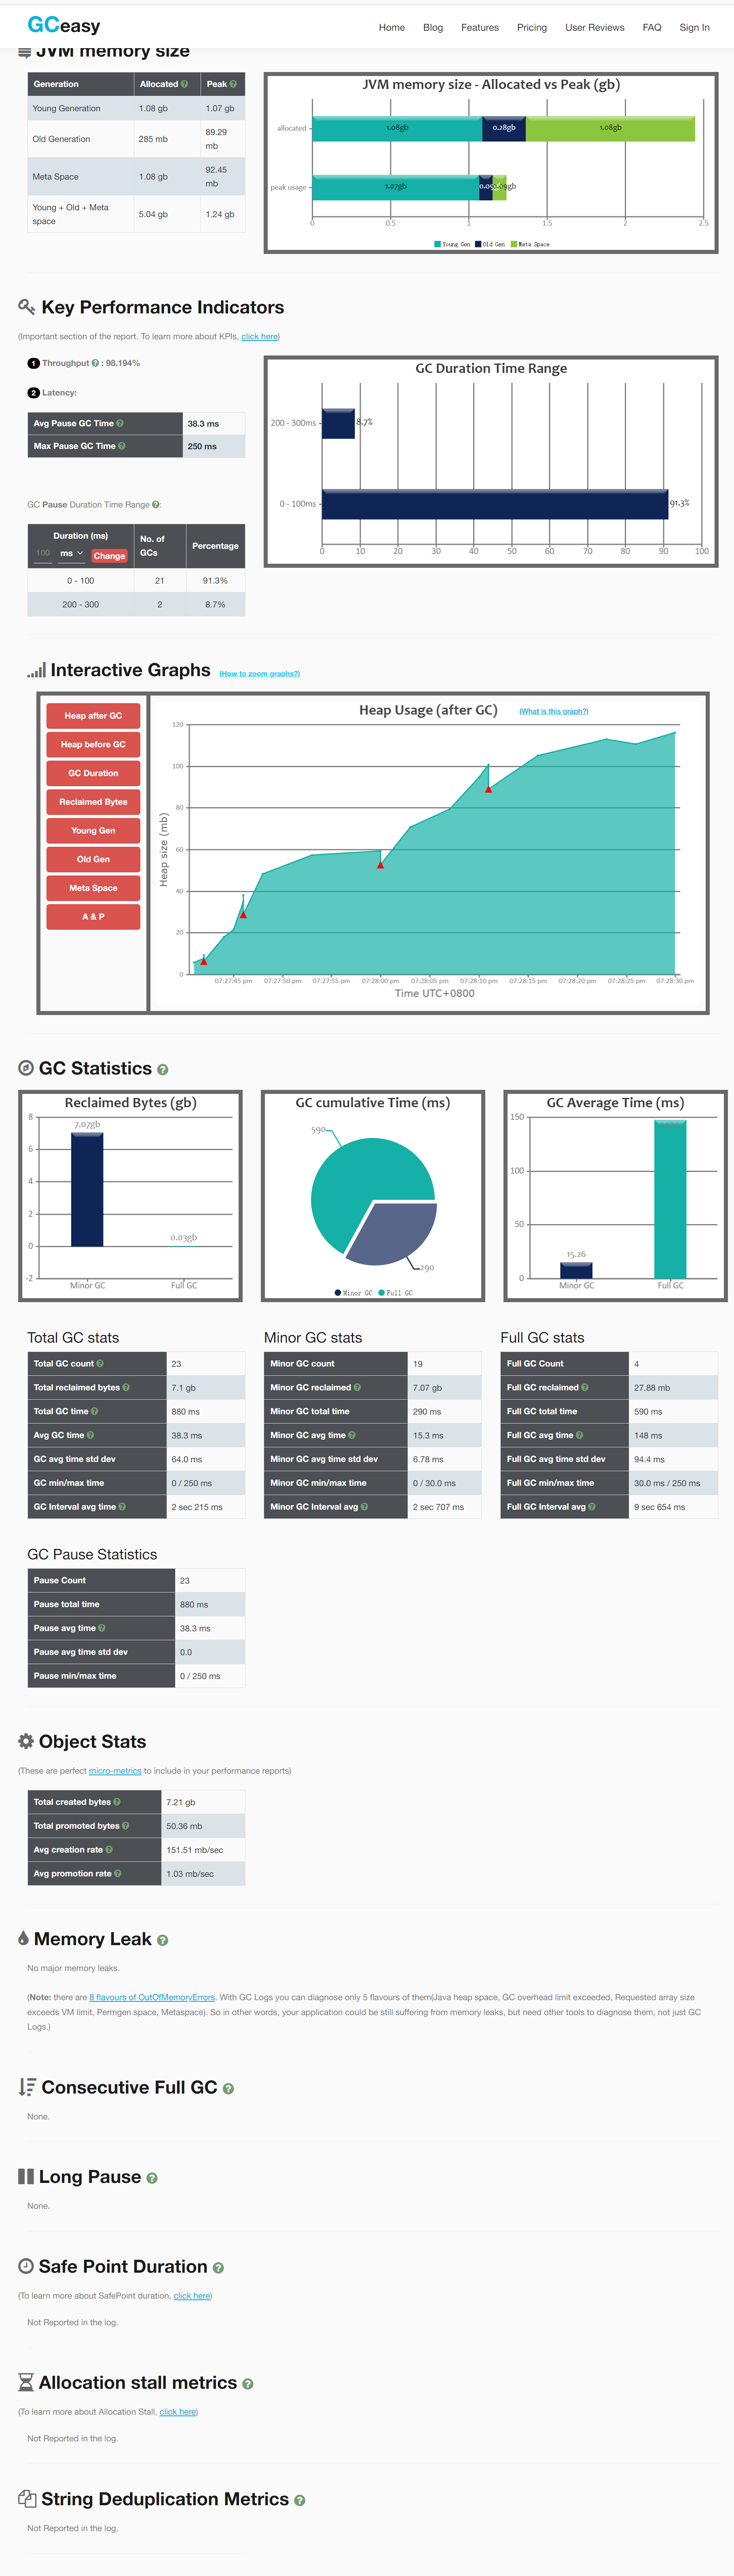 GCeasy
Home Blog Features Pricing User Reviews FAQ Sign In
JVM memory size
Generation Allocated Peak
Young Generation 1.08 gb 1.07 gb
Old Generation 285 mb 89.29 mb
Meta Space 1.08 gb 92.45 mb
Young + Old + Meta space 5.04 gb 1.24 gb
JVM memory size - Allocated vs Peak (gb)
allocated 1.08gb 0.28gb 1.08gb
peak usage 1.07gb
0 0.5 1 1.5 2 2.5
Young Gen Old Gen Meta Space
Key Performance Indicators
(Important section of the report. To learn more about KPIs, click here)
1 Throughput : 98.194%
2 Latency:
Avg Pause GC Time 38.3 ms
Max Pause GC Time 250 ms
GC Pause Duration Time Range :
Duration (ms) No. of GCs Percentage
100 ms Change
0 - 100 21 91.3%
200 - 300 2 8.7%
GC Duration Time Range
200 - 300ms 8.7%
0 - 100ms 91.3%
0 10 20 30 40 50 60 70 80 90 100
Interactive Graphs (How to zoom graphs?)
Heap after GC
Heap before GC
GC Duration
Reclaimed Bytes
Young Gen
Old Gen
Meta Space
A & P
Heap Usage (after GC) (What is this graph?)
Heap size (mb)
120
100
80
60
40
20
0
07:27:45 pm 07:27:50 pm 07:27:55 pm 07:28:00 pm 07:28:05 pm 07:28:10 pm 07:28:15 pm 07:28:20 pm 07:28:25 pm 07:28:30 pm
Time UTC+0800
GC Statistics
Reclaimed Bytes (gb)
8
6
4
2
0
-2
7.07gb
0.03gb
Minor GC Full GC
GC cumulative Time (ms)
590
290
Minor GC Full GC
GC Average Time (ms)
150
100
50
0
15.26
Minor GC Full GC
Total GC stats
Total GC count 23
Total reclaimed bytes 7.1 gb
Total GC time 880 ms
Avg GC time 38.3 ms
GC avg time std dev 64.0 ms
GC min/max time 0 / 250 ms
GC Interval avg time 2 sec 215 ms
Minor GC stats
Minor GC count 19
Minor GC reclaimed 7.07 gb
Minor GC total time 290 ms
Minor GC avg time 15.3 ms
Minor GC avg time std dev 6.78 ms
Minor GC min/max time 0 / 30.0 ms
Minor GC Interval avg 2 sec 707 ms
Full GC stats
Full GC Count 4
Full GC reclaimed 27.88 mb
Full GC total time 590 ms
Full GC avg time 148 ms
Full GC avg time std dev 94.4 ms
Full GC min/max time 30.0 ms / 250 ms
Full GC Interval avg 9 sec 654 ms
GC Pause Statistics
Pause Count 23
Pause total time 880 ms
Pause avg time 38.3 ms
Pause avg time std dev 0.0
Pause min/max time 0 / 250 ms
Object Stats
(These are perfect micro-metrics to include in your performance reports)
Total created bytes 7.21 gb
Total promoted bytes 50.36 mb
Avg creation rate 151.51 mb/sec
Avg promotion rate 1.03 mb/sec
Memory Leak
No major memory leaks.
(Note: there are 8 flavours of OutOfMemoryErrors. With GC Logs you can diagnose only 5 flavours of them(Java heap space, GC overhead limit exceeded, Requested array size
exceeds VM limit, Permgen space, Metaspace). So in other words, your application could be still suffering from memory leaks, but need other tools to diagnose them, not just GC
Logs.)
Consecutive Full GC
None.
Long Pause
None.
Safe Point Duration
(To learn more about SafePoint duration, click here)
Not Reported in the log.
Allocation stall metrics
(To learn more about Allocation Stall, click here)
Not Reported in the log.
String Deduplication Metrics
Not Reported in the log.